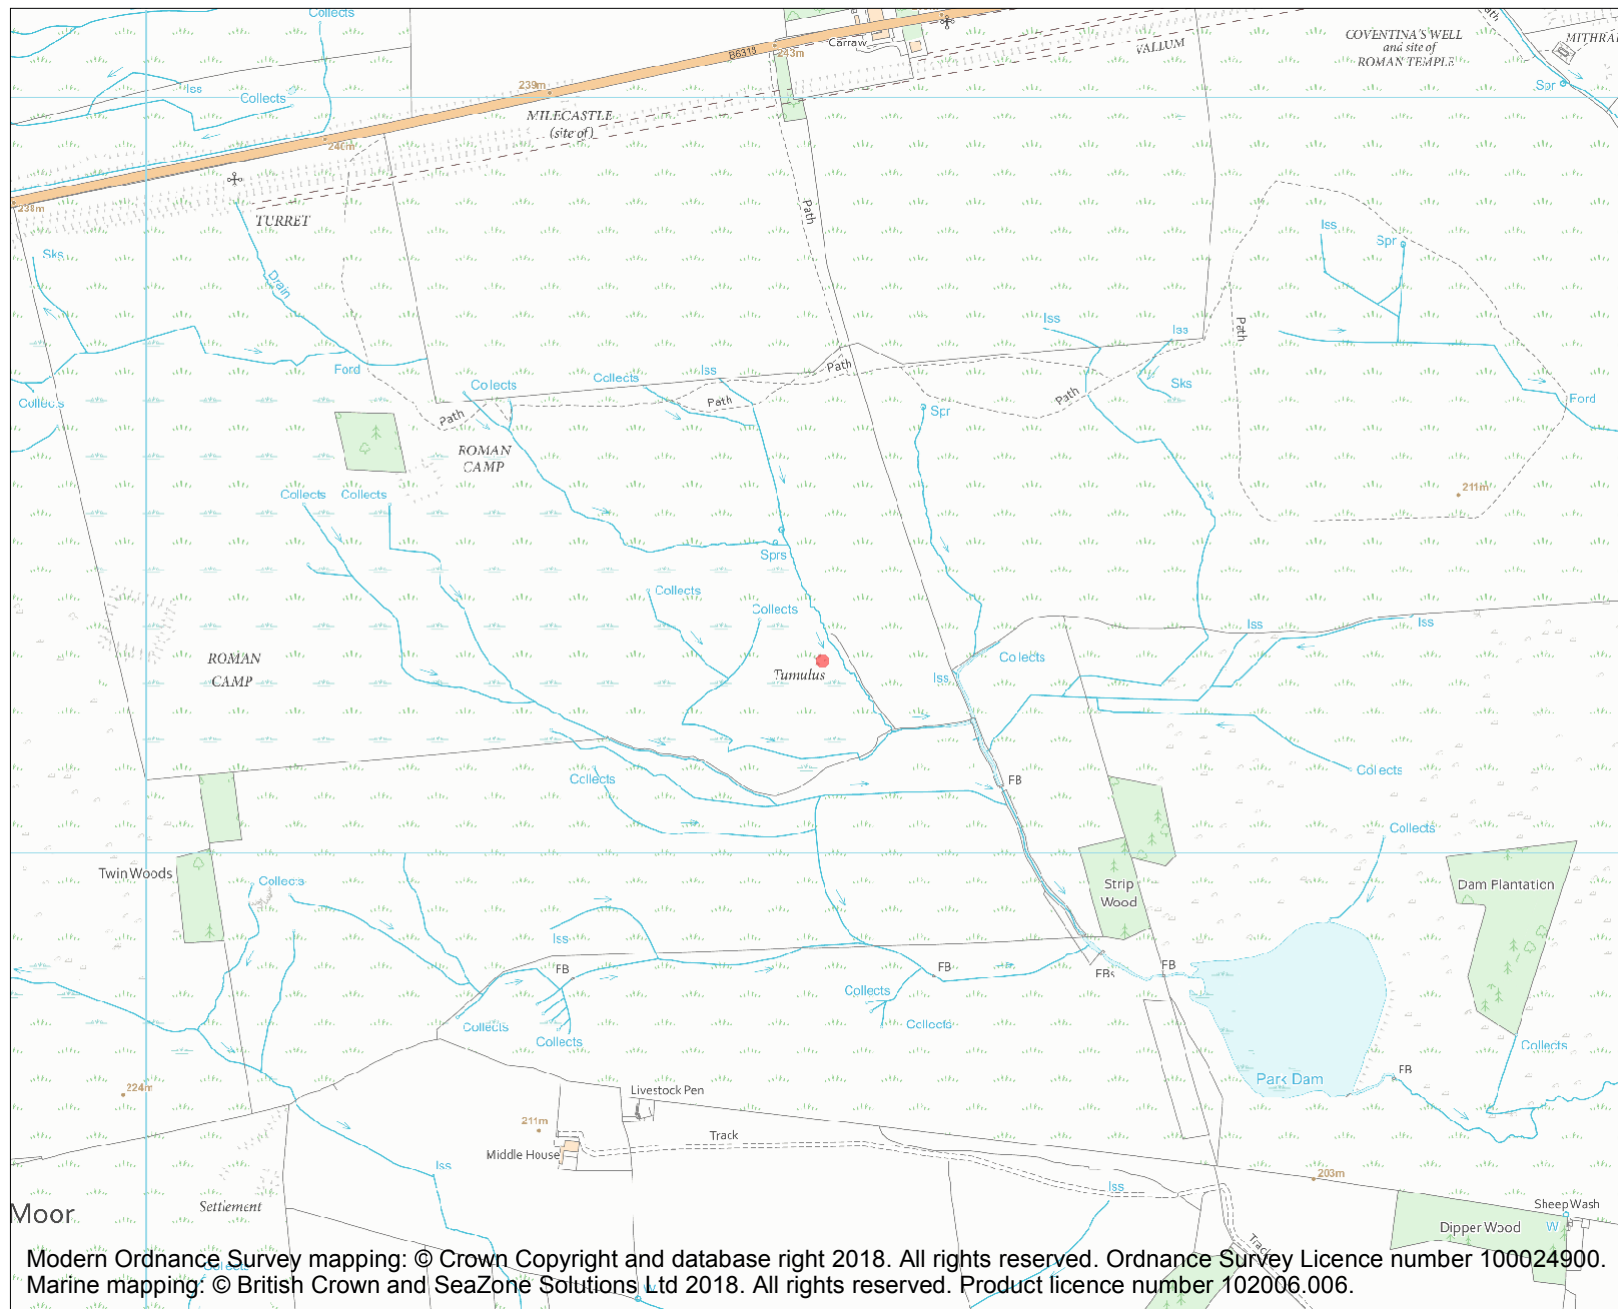 Collects
Carraw
B6318
243m
VALLUM
COVENTINA'S WELL
and site of
ROMAN TEMPLE
Path
Iss
Collects
239m
MILECASTLE
(site of)
Spr
240m
238m
TURRET
Path
Iss
Spr
Sks
Drain
Path
Iss
Iss
Ford
Collects
Collects
Iss
Path
Path
Path
Sks
Ford
Collects
Path
Spr
ROMAN
CAMP
211m
Collects
Collects
Sprs
Collects
Collects
Iss
Iss
ROMAN
CAMP
Tumulus
Iss
Collects
Collects
Collects
FB
Collects
Twin Woods
Collects
Strip
Wood
Dam Plantation
Iss
FB
FB
FBs
FB
Collects
Collects
Collects
Collects
Collects
FB
Park Dam
224m
Livestock Pen
211m
Middle House
Track
Iss
Iss
203m
Settlement
Moor
Sheep Wash
Dipper Wood
W
Track
Modern Ordnance Survey mapping: © Crown Copyright and database right 2018. All rights reserved. Ordnance Survey Licence number 100024900.
Collects
Marine mapping: © British Crown and SeaZone Solutions Ltd 2018. All rights reserved. Product licence number 102006.006.
W